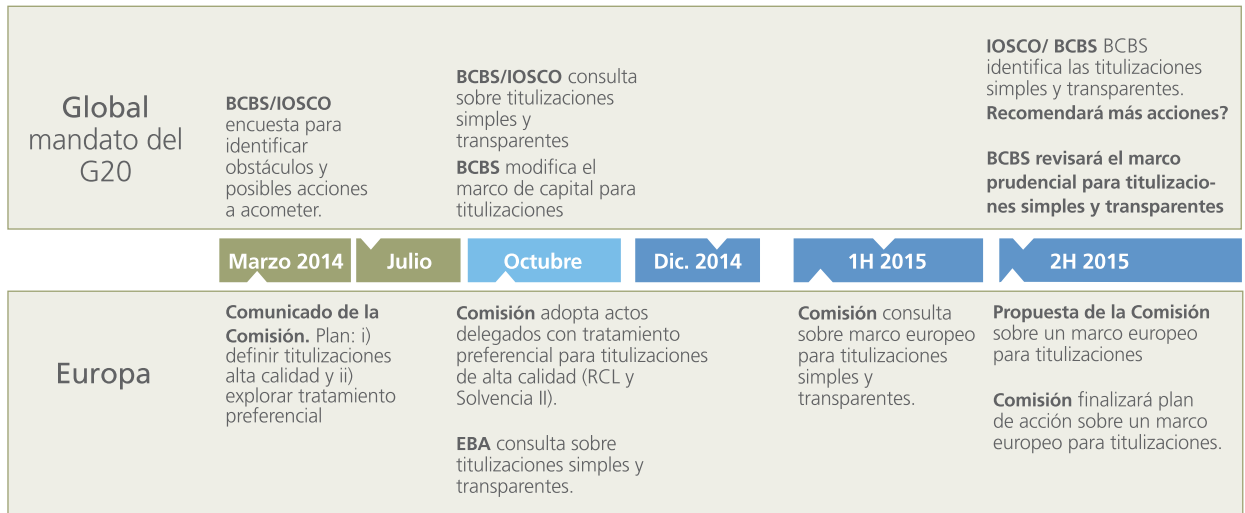 Global
mandato del
G20
BCBS/IOSCO
encuesta para
identificar
obstáculos y
posibles acciones
a acometer.
BCBS/IOSCO consulta
sobre titulizaciones
simples y
transparentes
BCBS modifica el
marco de capital para
titulizaciones
IOSCO/ BCBS BCBS
identifica las titulizaciones
simples y transparentes.
Recomendará más acciones?
BCBS revisará el marco
prudencial para titulizacio-
nes simples y transparentes
Marzo 2014
Julio
Octubre
Dic. 2014
1H 2015
2H 2015
Europa
Comunicado de la
Comisión. Plan: i)
definir titulizaciones
alta calidad y ii)
explorar tratamiento
preferencial
Comisión adopta actos
delegados con tratamiento
preferencial para titulizaciones
de alta calidad (RCL y
Solvencia II).
EBA consulta sobre
titulizaciones simples y
transparentes.
Comisión consulta
sobre marco europeo
para titulizaciones
simples y
transparentes.
Propuesta de la Comisión
sobre un marco europeo
para titulizaciones
Comisión finalizará plan
de acción sobre un marco
europeo para titulizaciones.